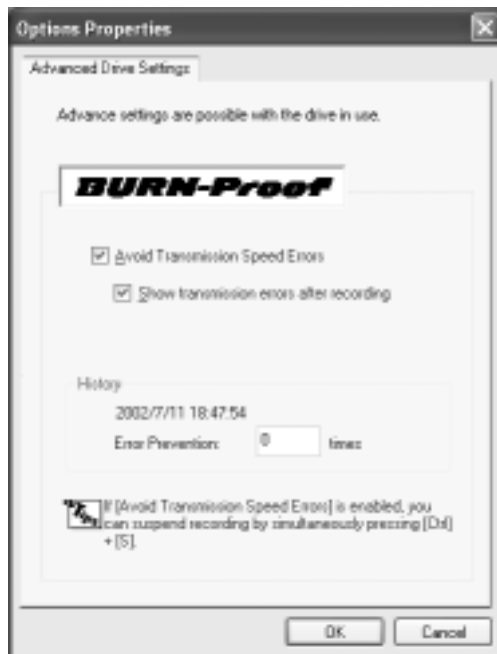 Options Properties
Advanced Drive Settings
Advance settings are possible with the drive in use.
BURN-Proof
Avoid Transmission Speed Errors
Show transmission errors after recording
History
2002/7/11 18:47:54
Error Prevention:
0
times
If [Avoid Transmission Speed Errors] is enabled, you
can suspend recording by simultaneously pressing [Ctrl]
+ [S].
OK
Cancel